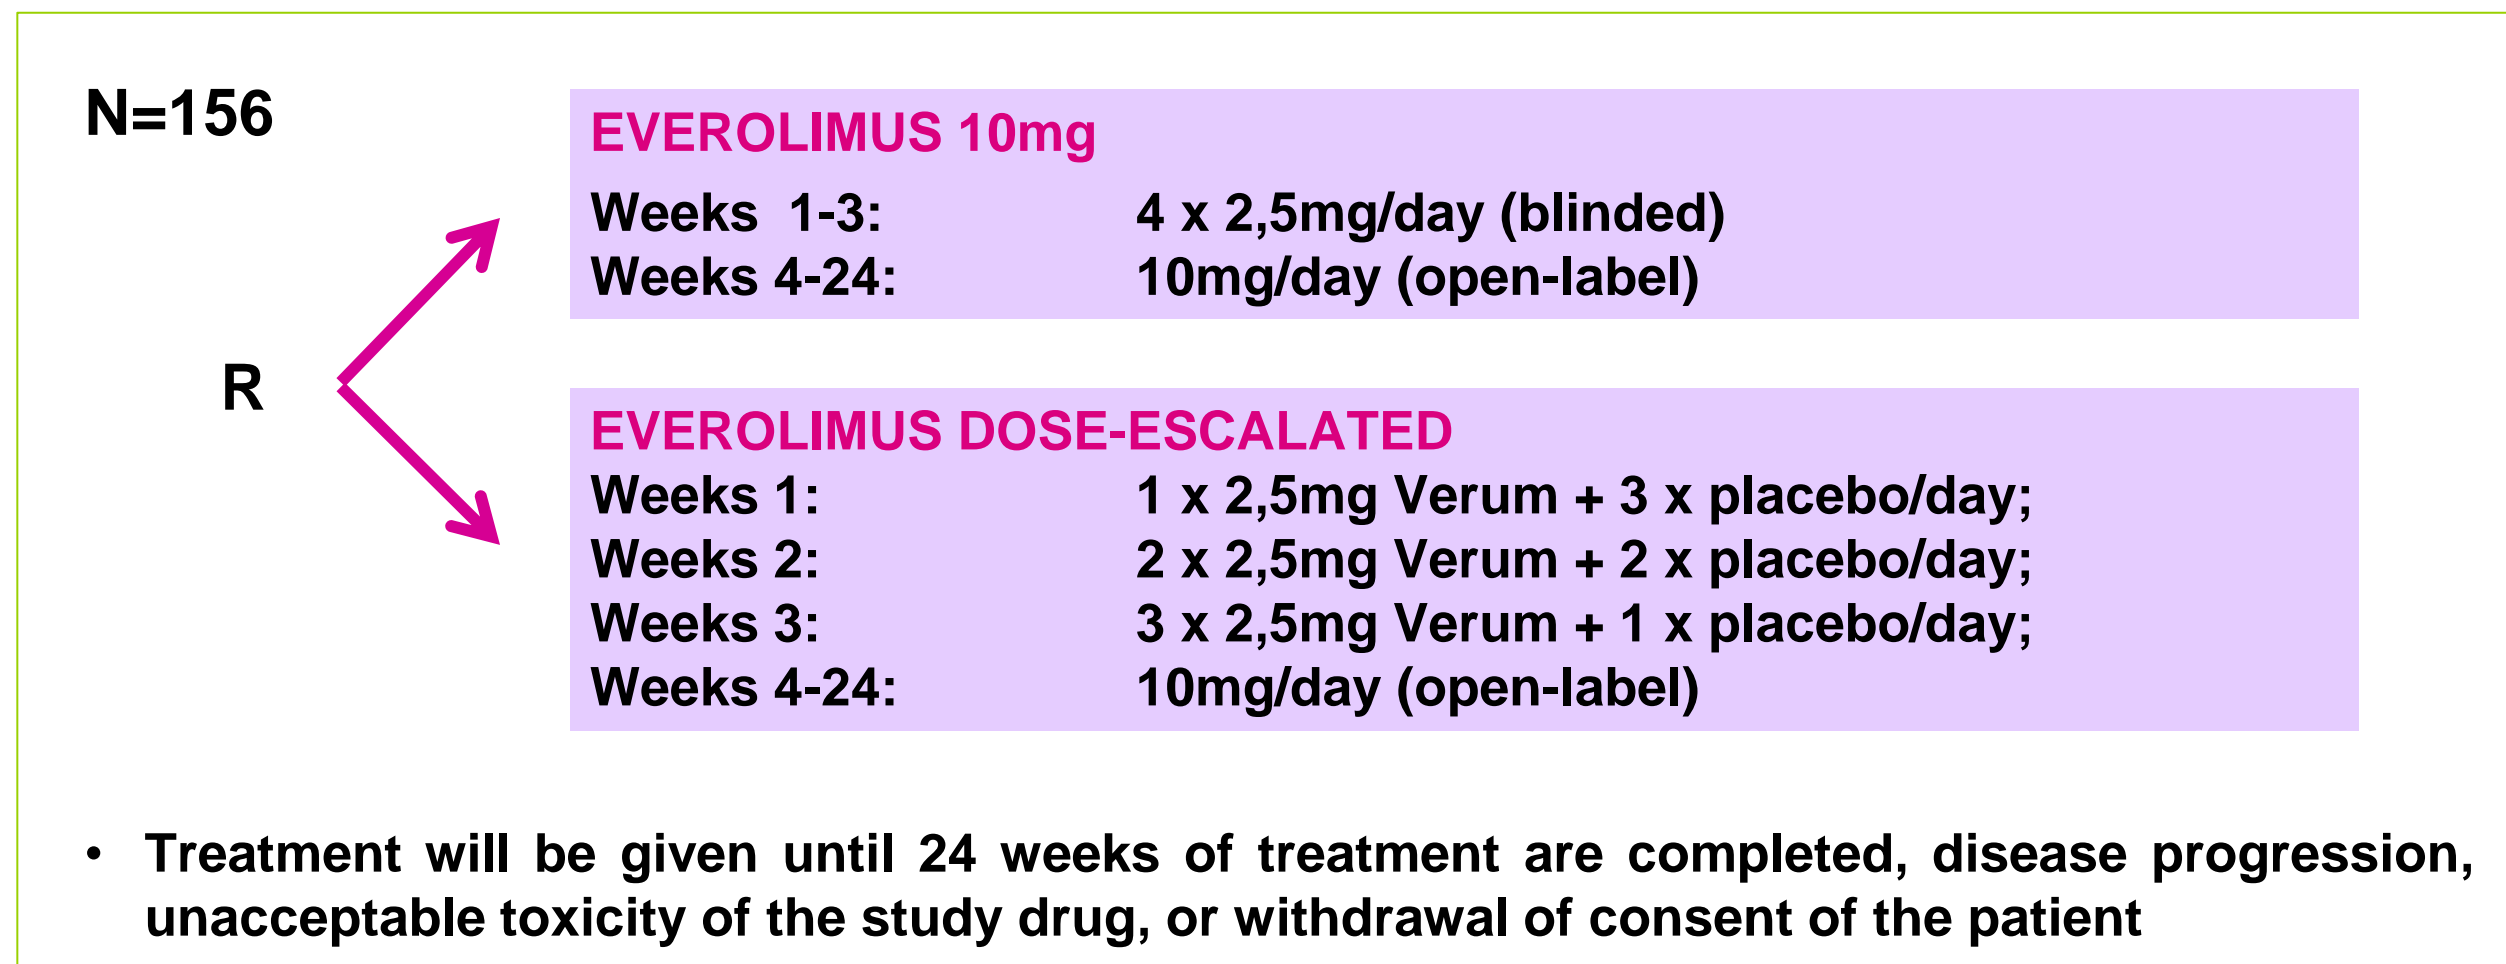 N=156
EVEROLIMUS 10mg
Weeks 1-3: 4 x 2,5mg/day (blinded)
Weeks 4-24: 10mg/day (open-label)
R
EVEROLIMUS DOSE-ESCALATED
Weeks 1: 1 x 2,5mg Verum + 3 x placebo/day;
Weeks 2: 2 x 2,5mg Verum + 2 x placebo/day;
Weeks 3: 3 x 2,5mg Verum + 1 x placebo/day;
Weeks 4-24: 10mg/day (open-label)
• Treatment will be given until 24 weeks of treatment are completed, disease progression,
unacceptable toxicity of the study drug, or withdrawal of consent of the patient